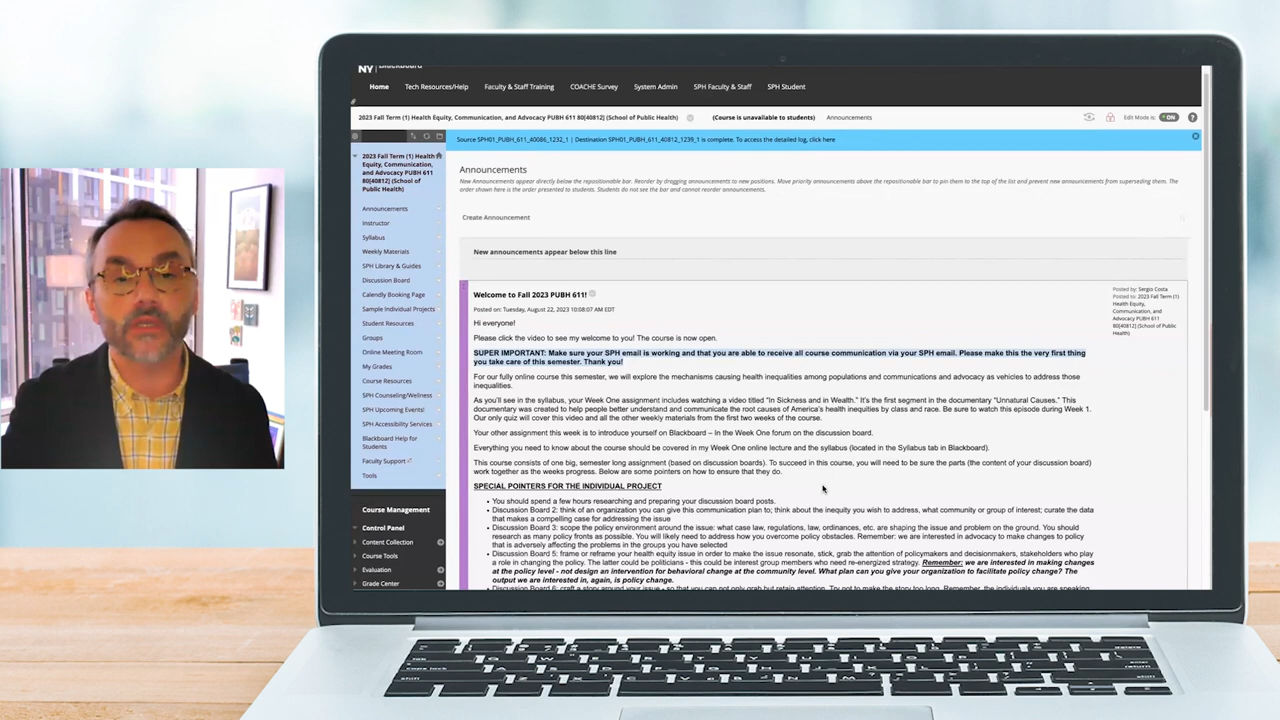 NY | Blackboard
Home Tech Resources/Help Faculty & Staff Training COACHE Survey System Admin SPH Faculty & Staff SPH Student
2023 Fall Term (1) Health Equity, Communication, and Advocacy PUBH 611 80[40812] (School of Public Health) (Course is unavailable to students) Announcements Edit Mode is: ON ?
Source SPH01_PUBH_611_40086_1232_1 | Destination SPH01_PUBH_611_40812_1239_1 is complete. To access the detailed log, click here
2023 Fall Term (1) Health
Equity, Communication,
and Advocacy PUBH 611
80[40812] (School of
Public Health)
Announcements
Instructor
Syllabus
Weekly Materials
SPH Library & Guides
Discussion Board
Calendly Booking Page
Sample Individual Projects
Student Resources
Groups
Online Meeting Room
My Grades
Course Resources
SPH Counseling/Wellness
SPH Upcoming Events!
SPH Accessibility Services
Blackboard Help for
Students
Faculty Support
Tools
Course Management
Control Panel
Content Collection
Course Tools
Evaluation
Grade Center
Announcements
New Announcements appear directly below the repositionable bar. Reorder by dragging announcements to new positions. Move priority announcements above the repositionable bar to pin them to the top of the list and prevent new announcements from superseding them. The
order shown here is the order presented to students. Students do not see the bar and cannot reorder announcements.
Create Announcement
New announcements appear below this line
Welcome to Fall 2023 PUBH 611!
Posted on: Tuesday, August 22, 2023 10:08:07 AM EDT
Hi everyone!
Please click the video to see my welcome to you! The course is now open.
SUPER IMPORTANT: Make sure your SPH email is working and that you are able to receive all course communication via your SPH email. Please make this the very first thing
you take care of this semester. Thank you!
For our fully online course this semester, we will explore the mechanisms causing health inequalities among populations and communications and advocacy as vehicles to address those
inequalities.
As you'll see in the syllabus, your Week One assignment includes watching a video titled "In Sickness and in Wealth." It's the first segment in the documentary "Unnatural Causes." This
documentary was created to help people better understand and communicate the root causes of America's health inequities by class and race. Be sure to watch this episode during Week 1.
Our only quiz will cover this video and all the other weekly materials from the first two weeks of the course.
Your other assignment this week is to introduce yourself on Blackboard – in the Week One forum on the discussion board.
Everything you need to know about the course should be covered in my Week One online lecture and the syllabus (located in the Syllabus tab in Blackboard).
This course consists of one big, semester long assignment (based on discussion boards). To succeed in this course, you will need to be sure the parts (the content of your discussion board)
work together as the weeks progress. Below are some pointers on how to ensure that they do.
SPECIAL POINTERS FOR THE INDIVIDUAL PROJECT
• You should spend a few hours researching and preparing your discussion board posts.
• Discussion Board 2: think of an organization you can give this communication plan to; think about the inequity you wish to address, what community or group of interest; curate the data
that makes a compelling case for addressing the issue
• Discussion Board 3: scope the policy environment around the issue: what case law, regulations, law, ordinances, etc. are shaping the issue and problem on the ground. You should
research as many policy fronts as possible. You will likely need to address how you overcome policy obstacles. Remember: we are interested in advocacy to make changes to policy
that is adversely affecting the problems in the groups you have selected
• Discussion Board 5: frame or reframe your health equity issue in order to make the issue resonate, stick, grab the attention of policymakers and decisionmakers, stakeholders who play
a role in changing the policy. The latter could be politicians - this could be interest group members who need re-energized strategy. Remember: we are interested in making changes
at the policy level - not design an intervention for behavioral change at the community level. What plan can you give your organization to facilitate policy change? The
output we are interested in, again, is policy change.
• Discussion Board 6: craft a story around your issue - so that you can not only grab but retain attention. Try not to make the story too long. Remember, the individuals you are speaking
Posted by: Sergio Costa
Posted to: 2023 Fall Term (1)
Health Equity,
Communication, and
Advocacy PUBH 611
80[40812] (School of
Public Health)